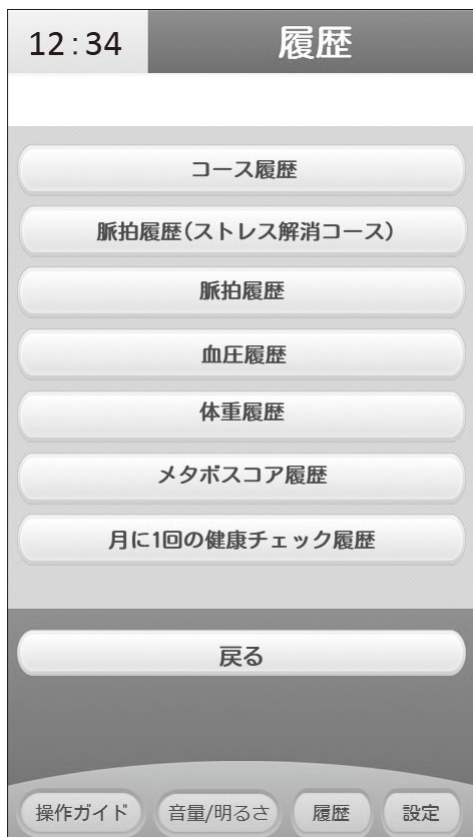 12:34
履歴
コース履歴
脈拍履歴(ストレス解消コース)
脈拍履歴
血圧履歴
体重履歴
メタボスコア履歴
月に1回の健康チェック履歴
戻る
操作ガイド
音量/明るさ
履歴
設定